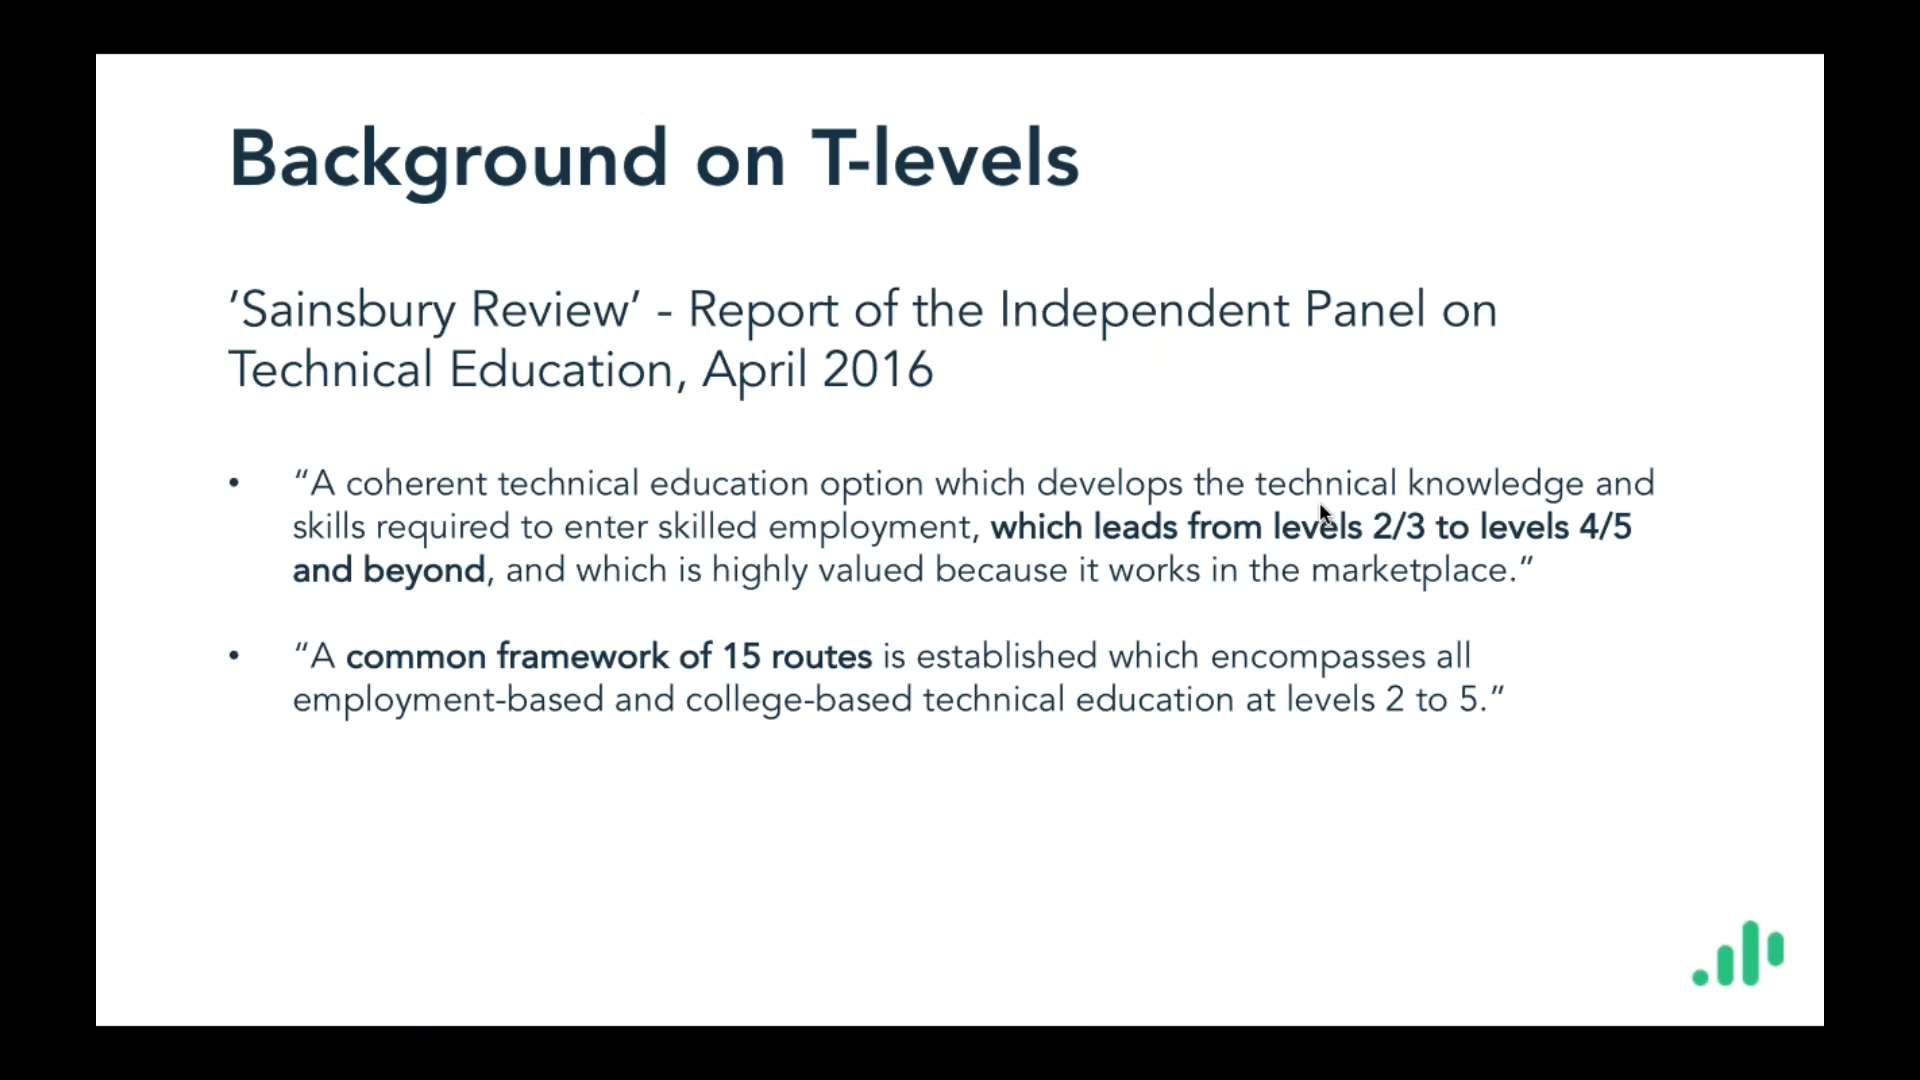 Background on T-levels
’Sainsbury Review’ - Report of the Independent Panel on
Technical Education, April 2016
• “A coherent technical education option which develops the technical knowledge and
skills required to enter skilled employment, which leads from levels 2/3 to levels 4/5
and beyond, and which is highly valued because it works in the marketplace.”
• “A common framework of 15 routes is established which encompasses all
employment-based and college-based technical education at levels 2 to 5.”